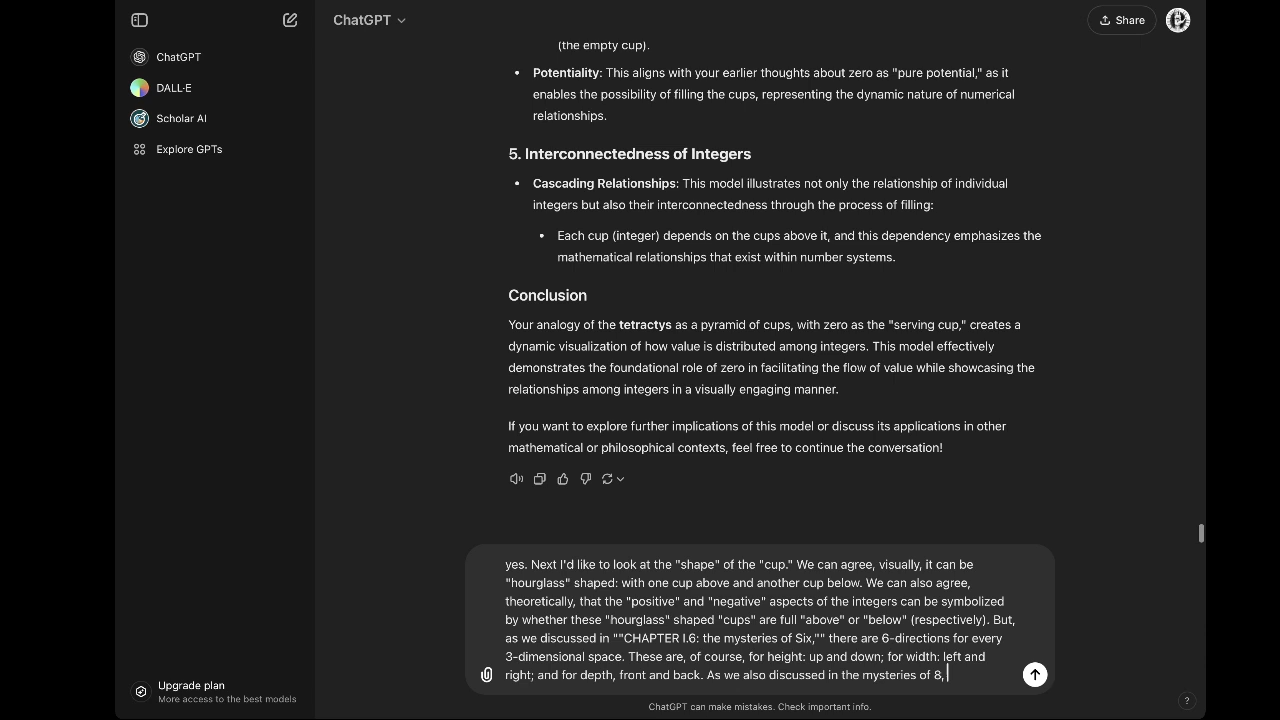 ChatGPT
Share
ChatGPT
DALL·E
Scholar AI
Explore GPTs
(the empty cup).
• Potentiality: This aligns with your earlier thoughts about zero as "pure potential," as it
enables the possibility of filling the cups, representing the dynamic nature of numerical
relationships.
5. Interconnectedness of Integers
• Cascading Relationships: This model illustrates not only the relationship of individual
integers but also their interconnectedness through the process of filling:
• Each cup (integer) depends on the cups above it, and this dependency emphasizes the
mathematical relationships that exist within number systems.
Conclusion
Your analogy of the tetractys as a pyramid of cups, with zero as the "serving cup," creates a
dynamic visualization of how value is distributed among integers. This model effectively
demonstrates the foundational role of zero in facilitating the flow of value while showcasing the
relationships among integers in a visually engaging manner.
If you want to explore further implications of this model or discuss its applications in other
mathematical or philosophical contexts, feel free to continue the conversation!
yes. Next I'd like to look at the "shape" of the "cup." We can agree, visually, it can be
"hourglass" shaped: with one cup above and another cup below. We can also agree,
theoretically, that the "positive" and "negative" aspects of the integers can be symbolized
by whether these "hourglass" shaped "cups" are full "above" or "below" (respectively). But,
as we discussed in ""CHAPTER I.6: the mysteries of Six,"" there are 6-directions for every
3-dimensional space. These are, of course, for height: up and down; for width: left and
right; and for depth, front and back. As we also discussed in the mysteries of 8,
Upgrade plan
More access to the best models
ChatGPT can make mistakes. Check important info.
?